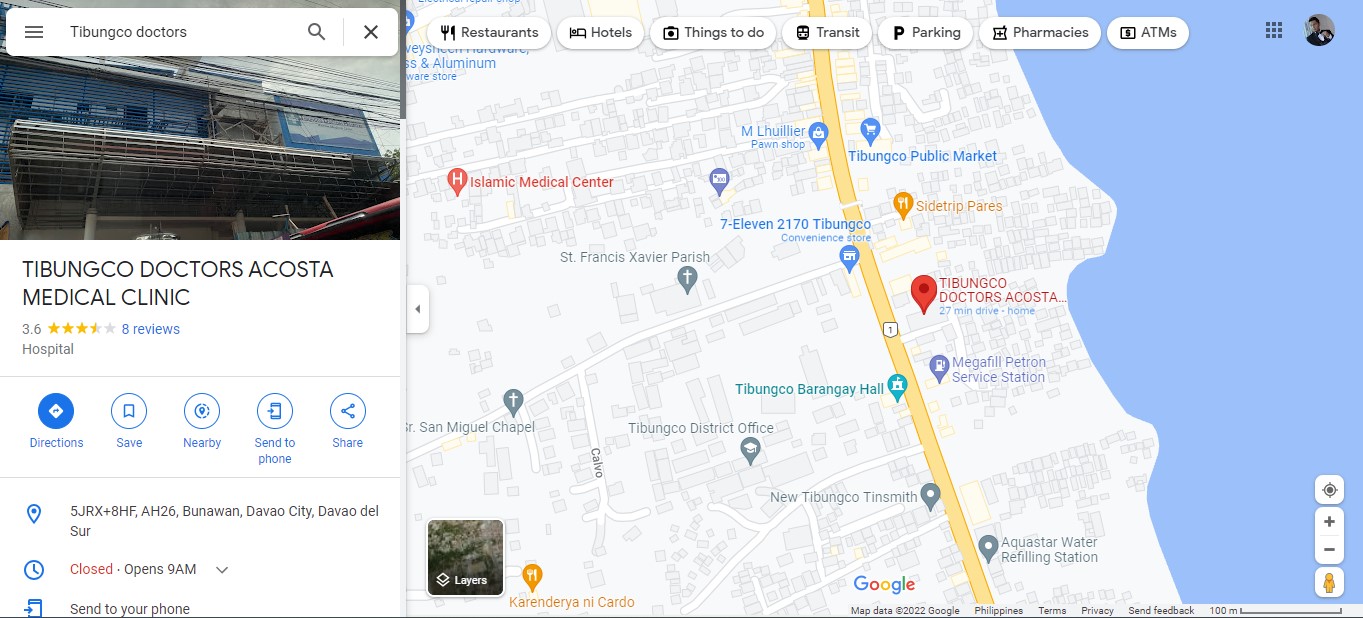 Tibungco doctors
TIBUNGCO DOCTORS ACOSTA
MEDICAL CLINIC
3.6
8 reviews
Hospital
Directions
Save
Nearby
Send to
phone
Share
5JRX+8HF, AH26, Bunawan, Davao City, Davao del
Sur
Closed · Opens 9AM
Send to your phone
Restaurants
Hotels
Things to do
Transit
Parking
Pharmacies
ATMs
Electrical repair shop
veysheen Hardware,
ss & Aluminum
ware store
M Lhuillier
Pawn shop
Tibungco Public Market
H
Islamic Medical Center
Sidetrip Pares
7-Eleven 2170 Tibungco
Convenience store
St. Francis Xavier Parish
TIBUNGCO
DOCTORS ACOSTA...
27 min drive - home
1
Megafill Petron
Service Station
Tibungco Barangay Hall
Sr. San Miguel Chapel
Tibungco District Office
Calvo
New Tibungco Tinsmith
Aquastar Water
Refilling Station
Layers
Karenderya ni Cardo
Google
Map data ©2022 Google
Philippines
Terms
Privacy
Send feedback
100 m